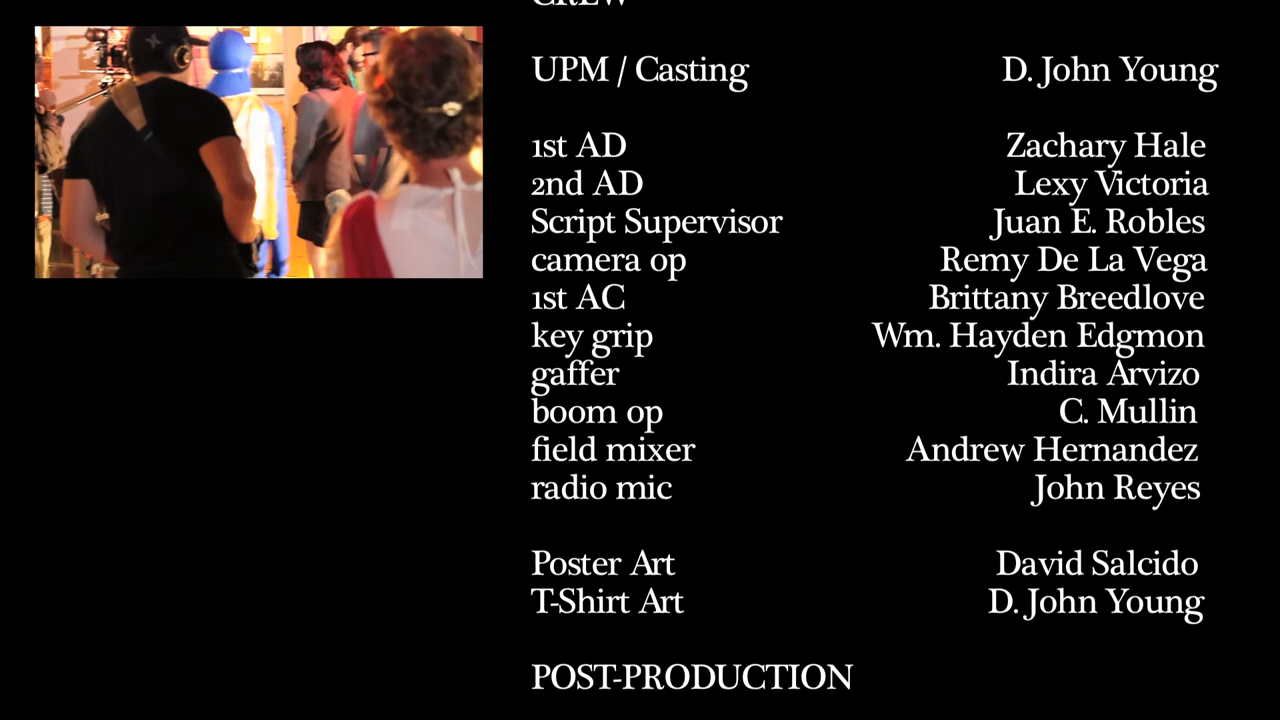 CREW
UPM / Casting D. John Young
1st AD Zachary Hale
2nd AD Lexy Victoria
Script Supervisor Juan E. Robles
camera op Remy De La Vega
1st AC Brittany Breedlove
key grip Wm. Hayden Edgmon
gaffer Indira Arvizo
boom op C. Mullin
field mixer Andrew Hernandez
radio mic John Reyes
Poster Art David Salcido
T-Shirt Art D. John Young
POST-PRODUCTION